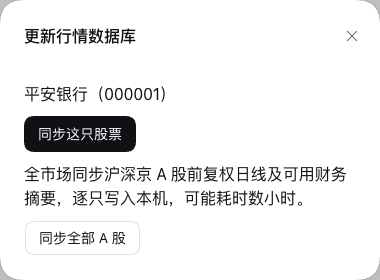 更新行情数据库
平安银行（000001）
同步这只股票
全市场同步沪深京 A 股前复权日线及可用财务
摘要，逐只写入本机，可能耗时数小时。
同步全部 A 股